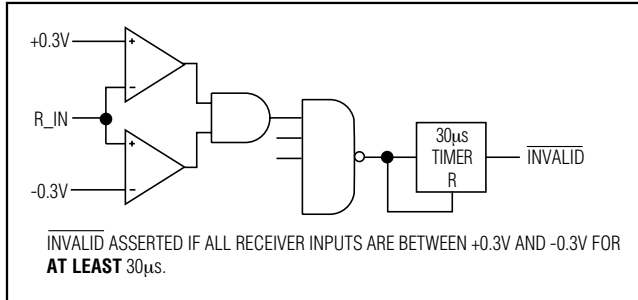 +0.3V
+
-
R_IN
+
-
-0.3V
30µs
TIMER
R
INVALID
INVALID ASSERTED IF ALL RECEIVER INPUTS ARE BETWEEN +0.3V AND -0.3V FOR
AT LEAST 30µs.